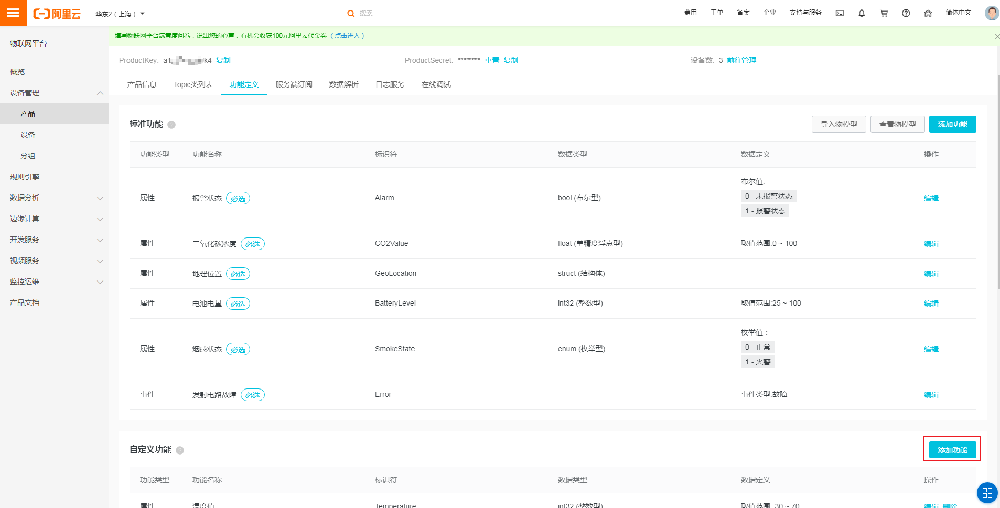 阿里云 华东2（上海） 搜索 费用 工单 备案 企业 支持与服务 简体中文
物联网平台
概览
设备管理
产品
设备
分组
规则引擎
数据分析
边缘计算
开发服务
视频服务
监控运维
产品文档
填写物联网平台满意度问卷，说出您的心声，有机会收获100元阿里云代金券（点击进入）
ProductKey: a1 k4 复制 ProductSecret: ******** 重置 复制 设备数: 3 前往管理
产品信息 Topic类列表 功能定义 服务端订阅 数据解析 日志服务 在线调试
标准功能 ? 导入物模型 查看物模型 添加功能
功能类型 功能名称 标识符 数据类型 数据定义 操作
属性 报警状态 必选 Alarm bool (布尔型) 布尔值: 编辑
0 - 未报警状态
1 - 报警状态
属性 二氧化碳浓度 必选 CO2Value float (单精度浮点型) 取值范围:0 ~ 100 编辑
属性 地理位置 必选 GeoLocation struct (结构体) 编辑
属性 电池电量 必选 BatteryLevel int32 (整数型) 取值范围:25 ~ 100 编辑
属性 烟感状态 必选 SmokeState enum (枚举型) 枚举值： 编辑
0 - 正常
1 - 火警
事件 发射电路故障 必选 Error - 事件类型:故障 编辑
自定义功能 ? 添加功能
功能类型 功能名称 标识符 数据类型 数据定义 操作
属性 温度值 Temperature int32 (整数型) 取值范围:-30 ~ 70 编辑 删除